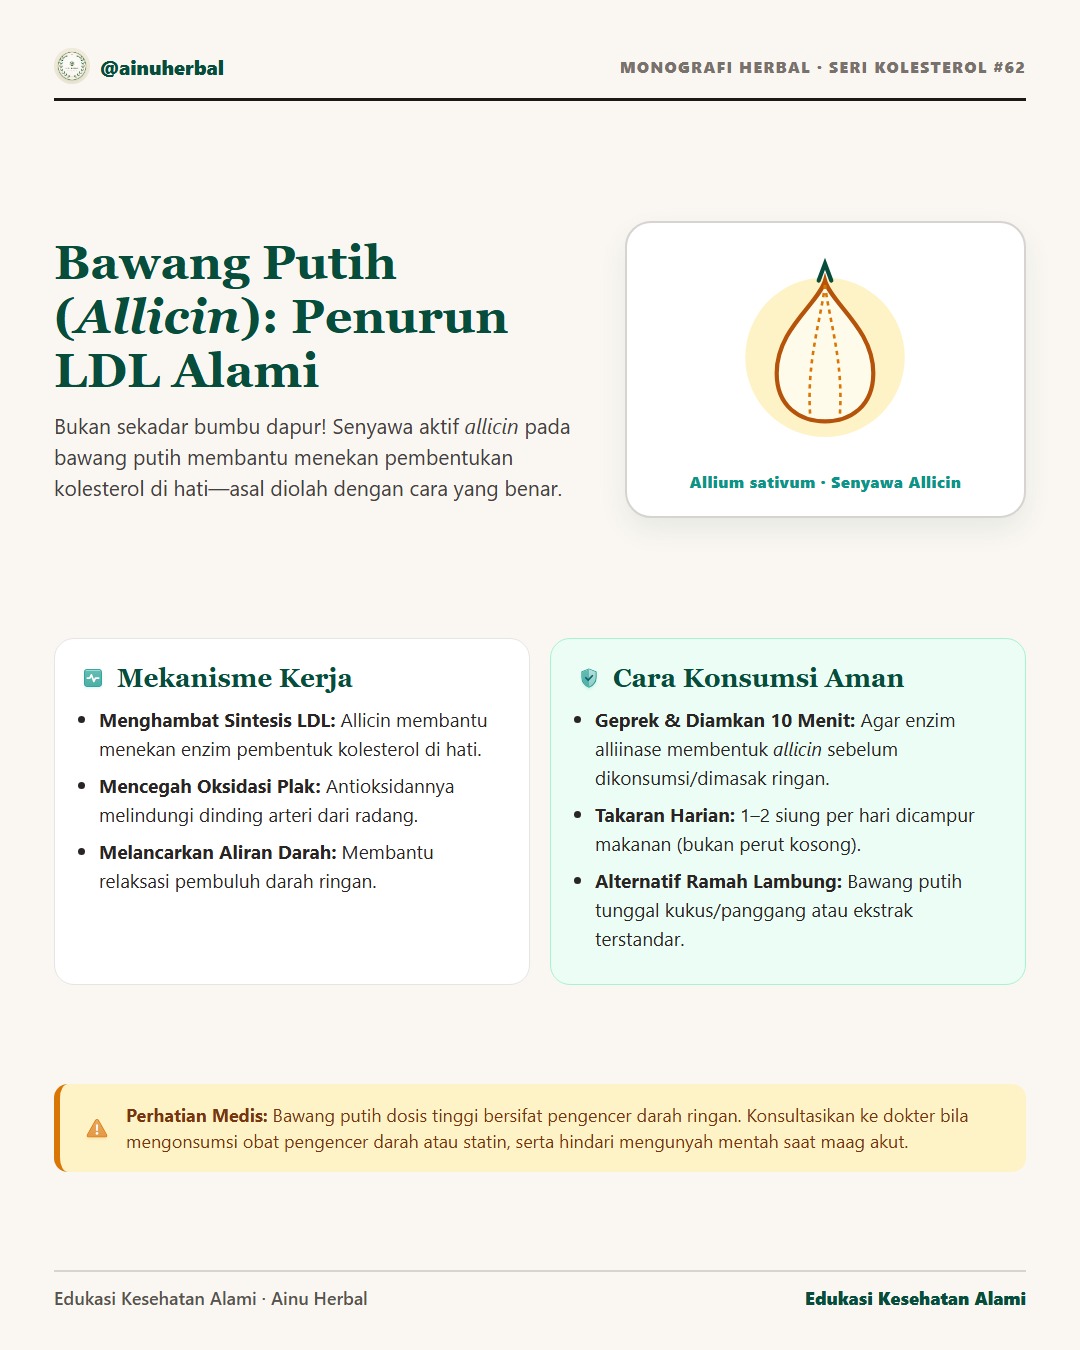 @ainuherbal
MONOGRAFI HERBAL · SERI KOLESTEROL #62
Bawang Putih
(Allicin): Penurun
LDL Alami
Bukan sekadar bumbu dapur! Senyawa aktif allicin pada
bawang putih membantu menekan pembentukan
kolesterol di hati—asal diolah dengan cara yang benar.
Allium sativum · Senyawa Allicin
Mekanisme Kerja
• Menghambat Sintesis LDL: Allicin membantu
menekan enzim pembentuk kolesterol di hati.
• Mencegah Oksidasi Plak: Antioksidannya
melindungi dinding arteri dari radang.
• Melancarkan Aliran Darah: Membantu
relaksasi pembuluh darah ringan.
Cara Konsumsi Aman
• Geprek & Diamkan 10 Menit: Agar enzim
alliinase membentuk allicin sebelum
dikonsumsi/dimasak ringan.
• Takaran Harian: 1–2 siung per hari dicampur
makanan (bukan perut kosong).
• Alternatif Ramah Lambung: Bawang putih
tunggal kukus/panggang atau ekstrak
terstandar.
Perhatian Medis: Bawang putih dosis tinggi bersifat pengencer darah ringan. Konsultasikan ke dokter bila
mengonsumsi obat pengencer darah atau statin, serta hindari mengunyah mentah saat maag akut.
Edukasi Kesehatan Alami · Ainu Herbal
Edukasi Kesehatan Alami